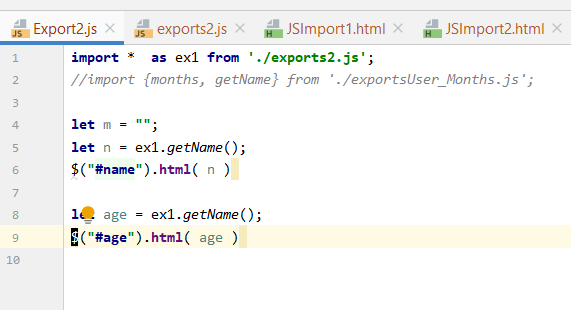 Export2.js exports2.js JSImport1.html JSImport2.html
1 import * as ex1 from './exports2.js';
2 //import {months, getName} from './exportsUser_Months.js';
3
4 let m = "";
5 let n = ex1.getName();
6 $("#name").html( n )
7
8 let age = ex1.getName();
9 $("#age").html( age )
10